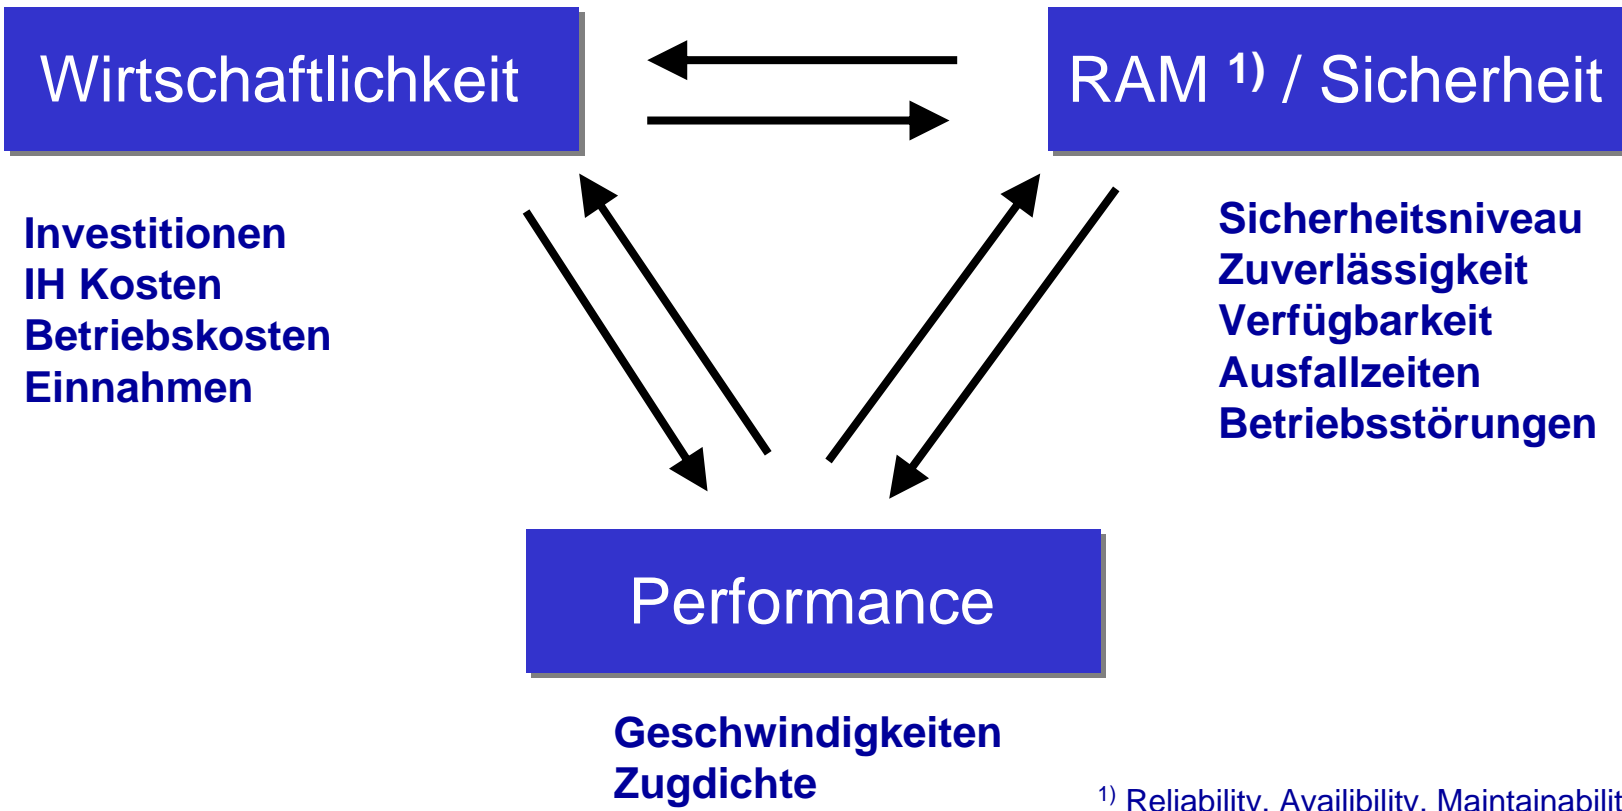 Wirtschaftlichkeit
RAM 1) / Sicherheit
Investitionen
IH Kosten
Betriebskosten
Einnahmen
Sicherheitsniveau
Zuverlässigkeit
Verfügbarkeit
Ausfallzeiten
Betriebsstörungen
Performance
Geschwindigkeiten
Zugdichte
1) Reliability, Availibility, Maintainabilit